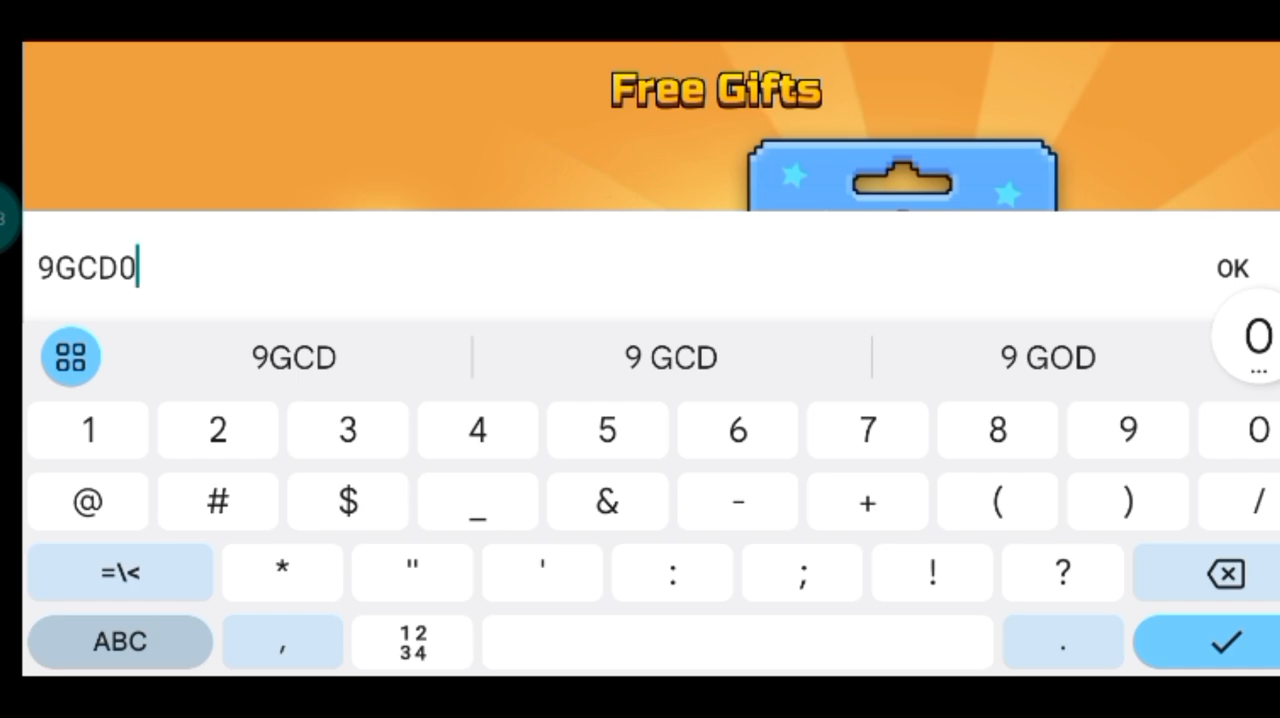 Free Gifts
9GCD0
OK
0
...
9GCD
9 GCD
9 GOD
1 2 3 4 5 6 7 8 9 0
@ # $ _ & - + ( ) /
=\< * " ' : ; ! ?
ABC , 12 .
34